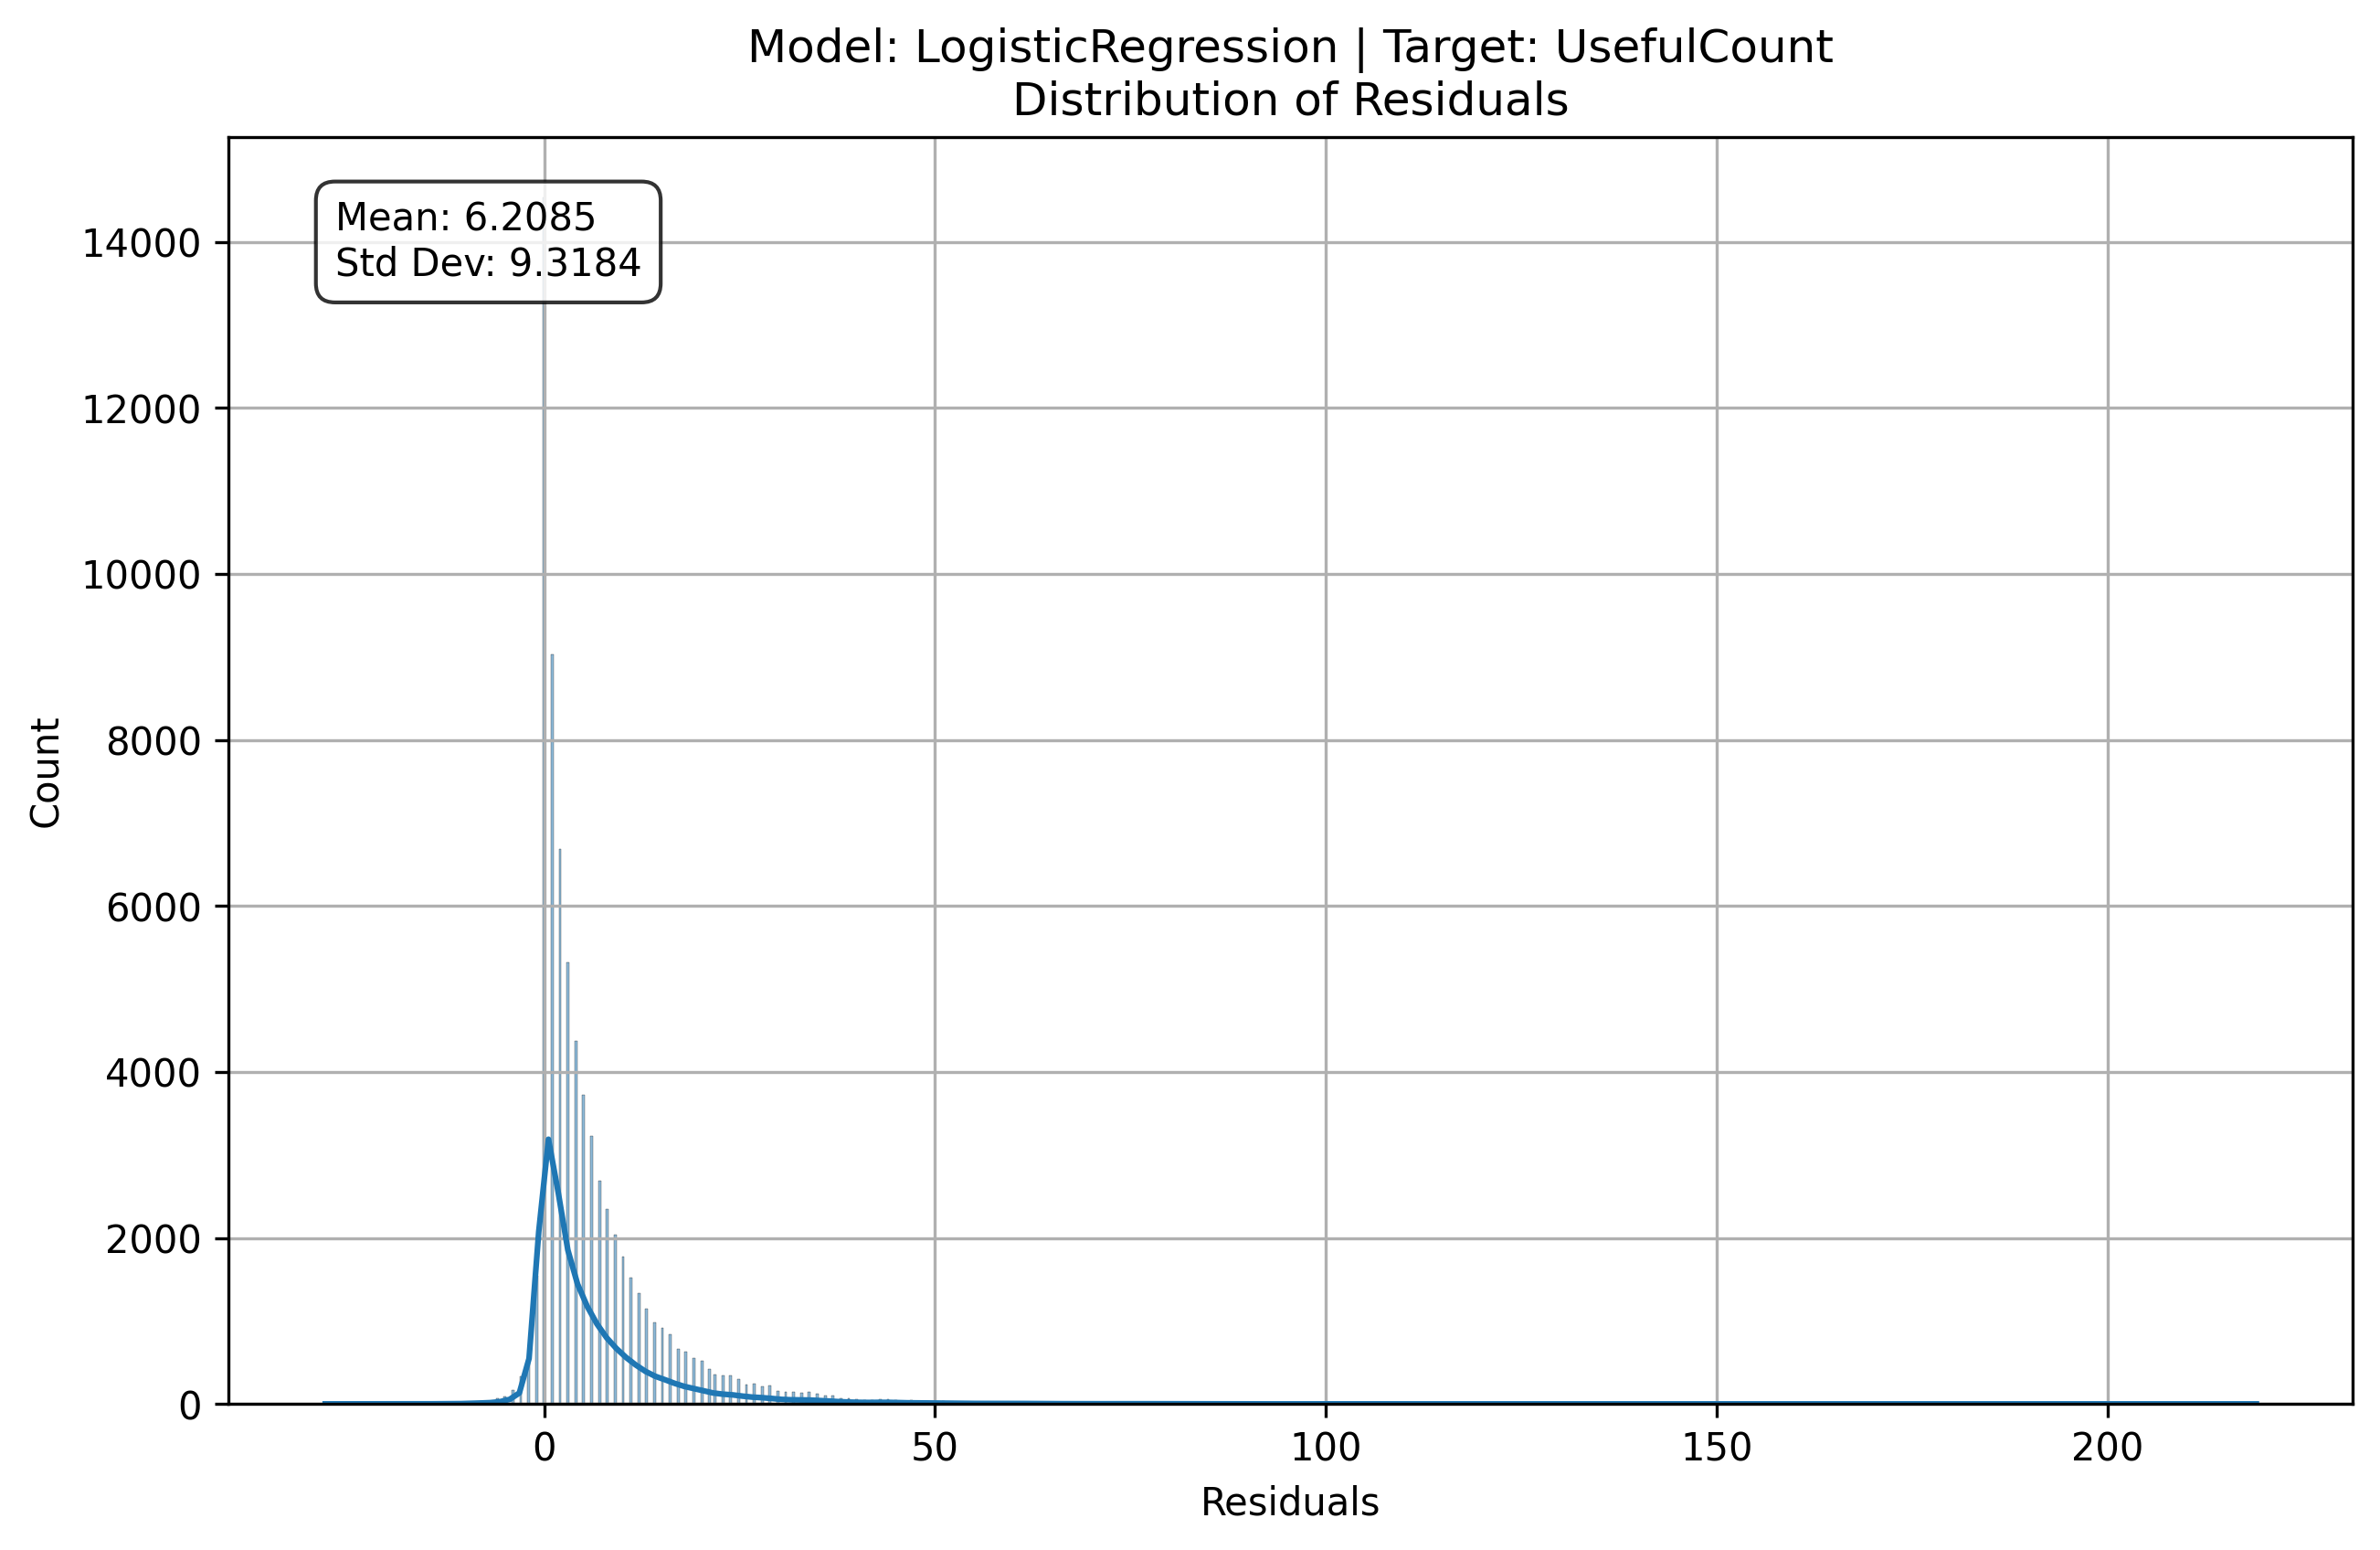 Model: LogisticRegression | Target: UsefulCount
Distribution of Residuals
Mean: 6.2085
Std Dev: 9.3184
14000
12000
10000
8000
6000
4000
2000
0
Count
0 50 100 150 200
Residuals